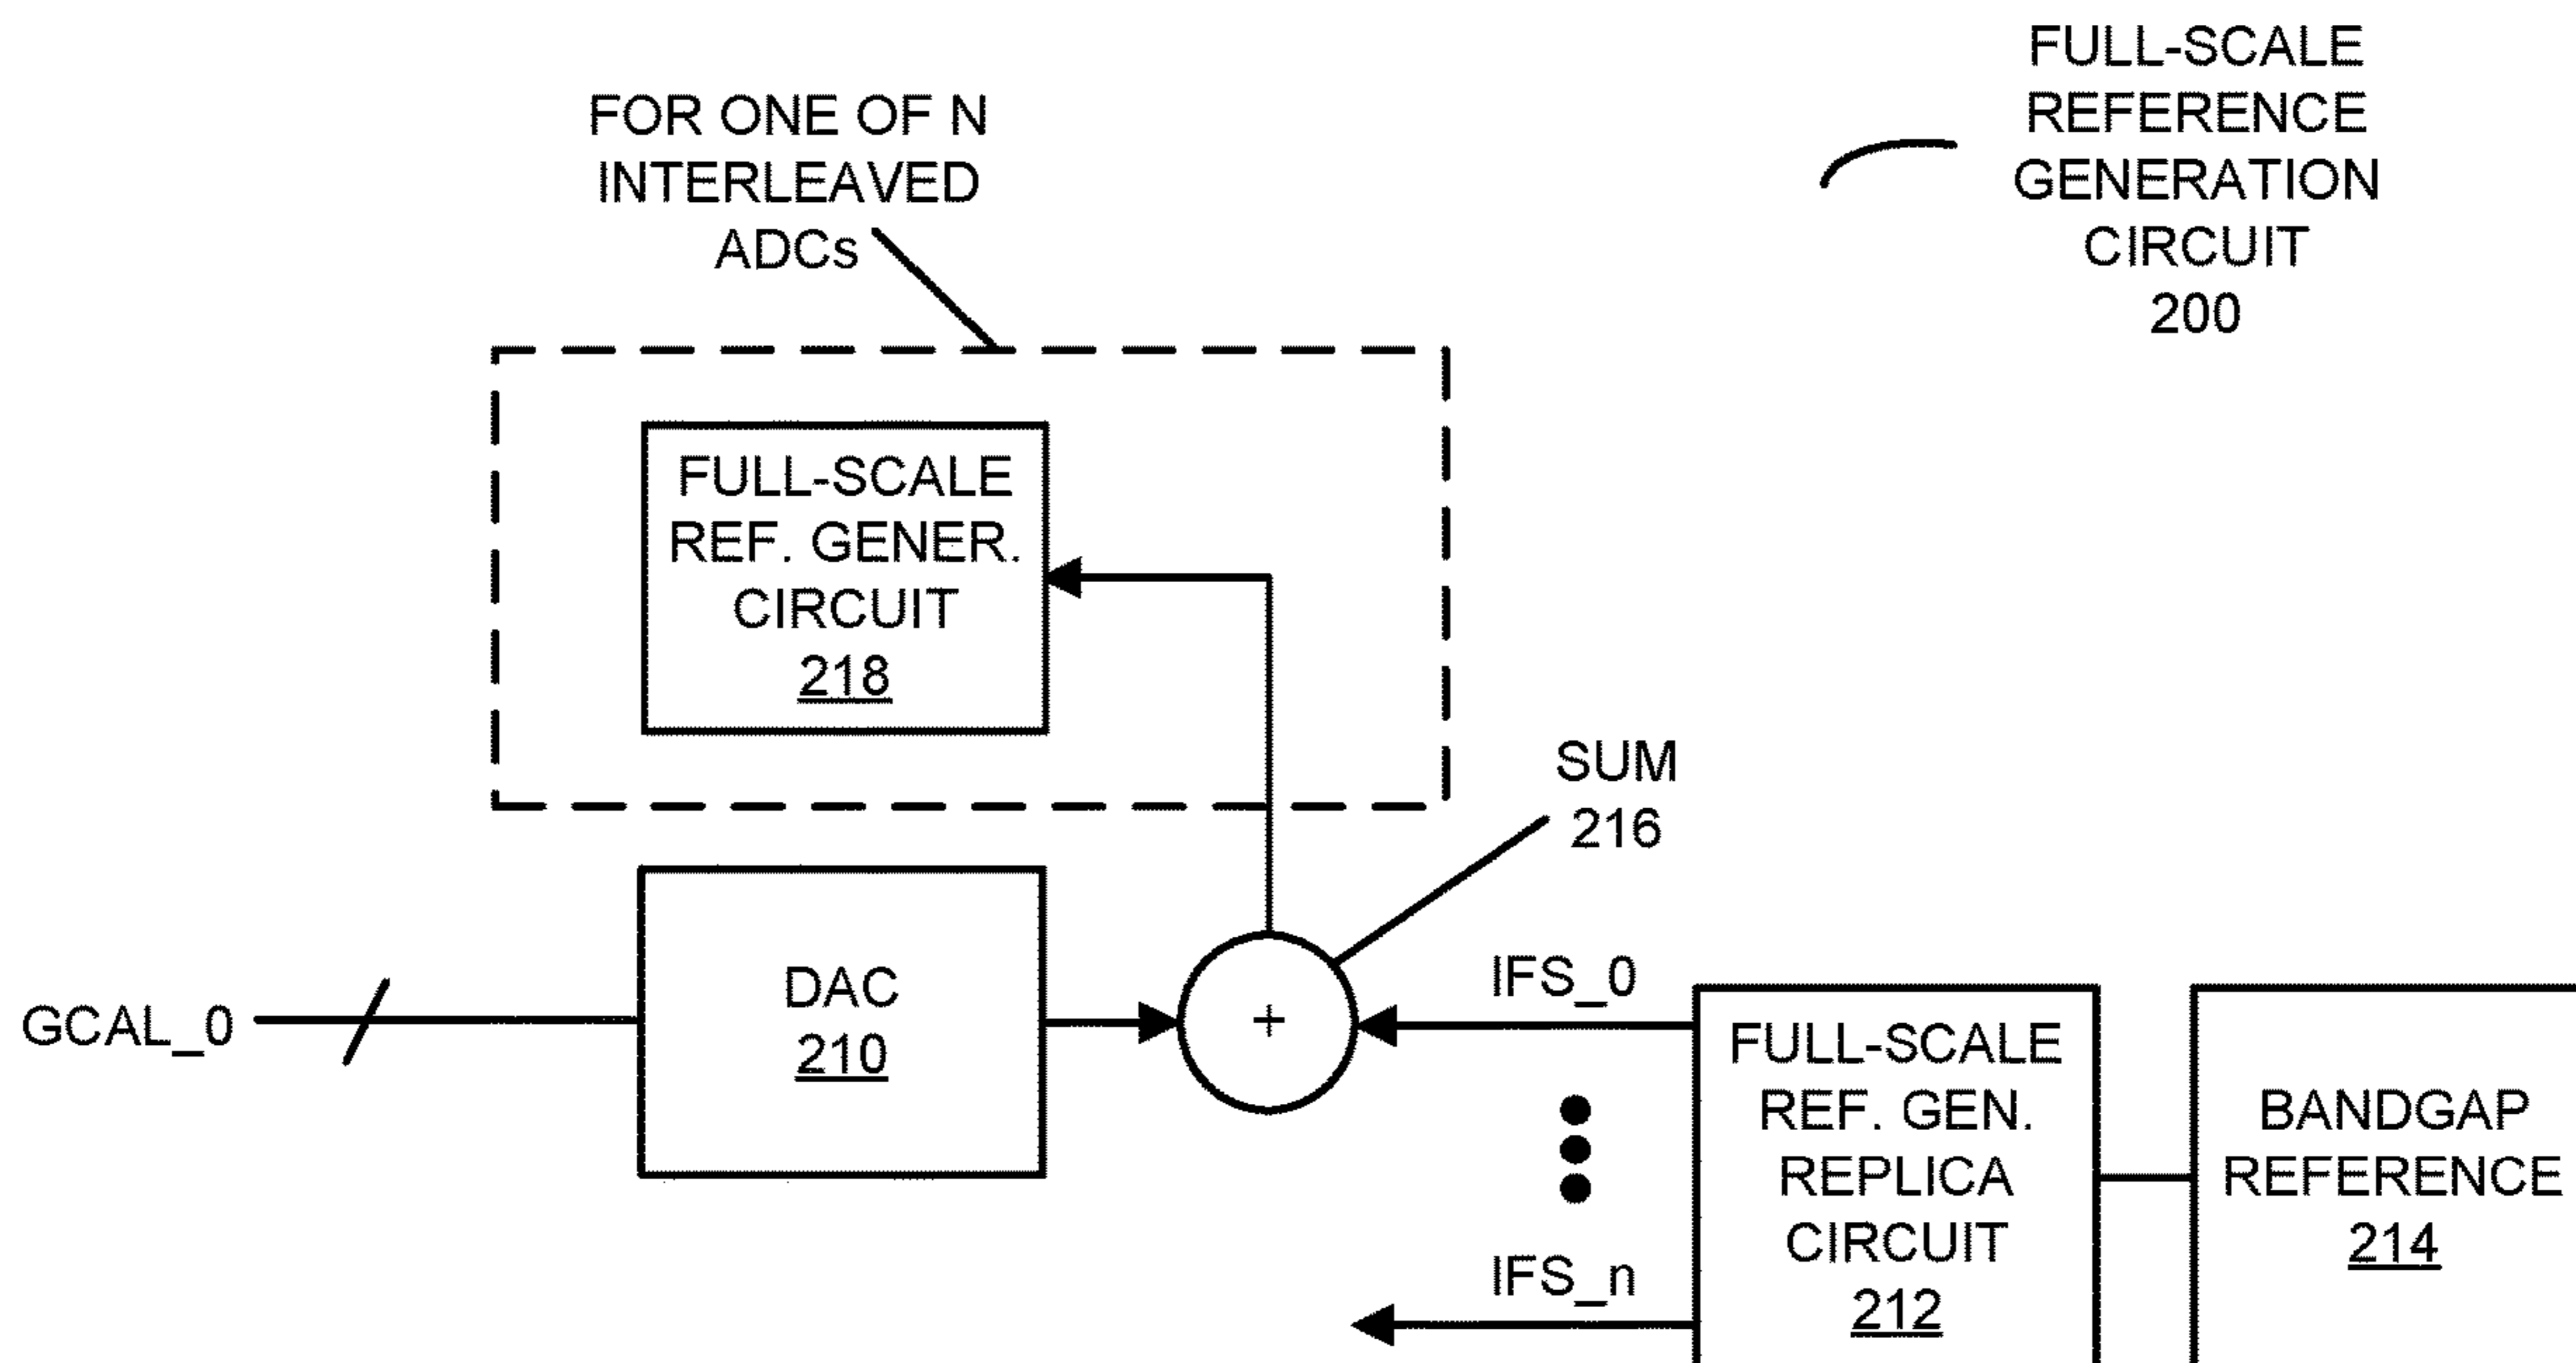 FULL-SCALE
REFERENCE
GENERATION
CIRCUIT
200
FOR ONE OF N
INTERLEAVED
ADCs
FULL-SCALE
REF. GENER.
CIRCUIT
218
SUM
216
GCAL_0
DAC
210
+
IFS_0
IFS_n
FULL-SCALE
REF. GEN.
REPLICA
CIRCUIT
212
BANDGAP
REFERENCE
214